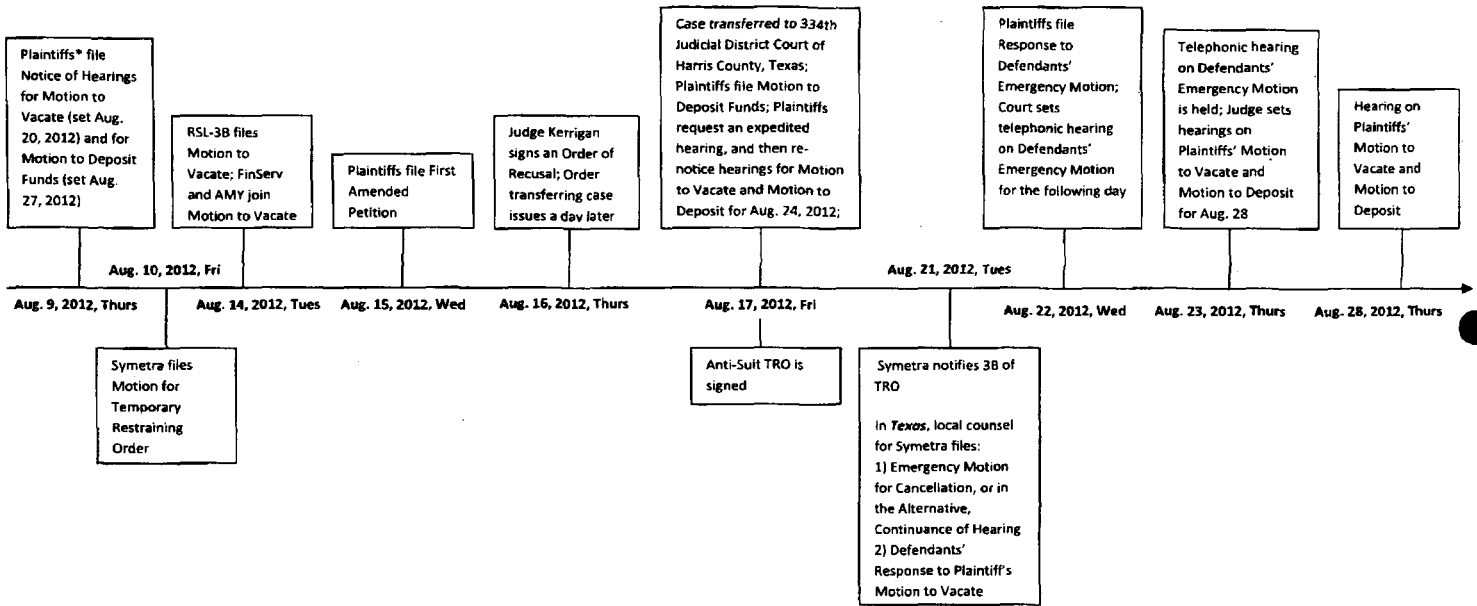 Plaintiffs* file
Notice of Hearings
for Motion to
Vacate (set Aug.
20, 2012) and for
Motion to Deposit
Funds (set Aug.
27, 2012)
RSL-3B files
Motion to
Vacate; FinServ
and AMY join
Motion to Vacate
Plaintiffs file First
Amended
Petition
Judge Kerrigan
signs an Order of
Recusal; Order
transferring case
issues a day later
Case transferred to 334th
Judicial District Court of
Harris County, Texas;
Plaintiffs file Motion to
Deposit Funds; Plaintiffs
request an expedited
hearing, and then re-
notice hearings for Motion
to Vacate and Motion to
Deposit for Aug. 24, 2012;
Plaintiffs file
Response to
Defendants'
Emergency Motion;
Court sets
telephonic hearing
on Defendants'
Emergency Motion
for the following day
Telephonic hearing
on Defendants'
Emergency Motion
is held; Judge sets
hearings on
Plaintiffs' Motion
to Vacate and
Motion to Deposit
for Aug. 28
Hearing on
Plaintiffs'
Motion to
Vacate and
Motion to
Deposit
Aug. 10, 2012, Fri
Aug. 21, 2012, Tues
Aug. 9, 2012, Thurs
Aug. 14, 2012, Tues
Aug. 15, 2012, Wed
Aug. 16, 2012, Thurs
Aug. 17, 2012, Fri
Aug. 22, 2012, Wed
Aug. 23, 2012, Thurs
Aug. 28, 2012, Thurs
Symetra files
Motion for
Temporary
Restraining
Order
Anti-Suit TRO is
signed
Symetra notifies 3B of
TRO
In Texas, local counsel
for Symetra files:
1) Emergency Motion
for Cancellation, or in
the Alternative,
Continuance of Hearing
2) Defendants'
Response to Plaintiff's
Motion to Vacate